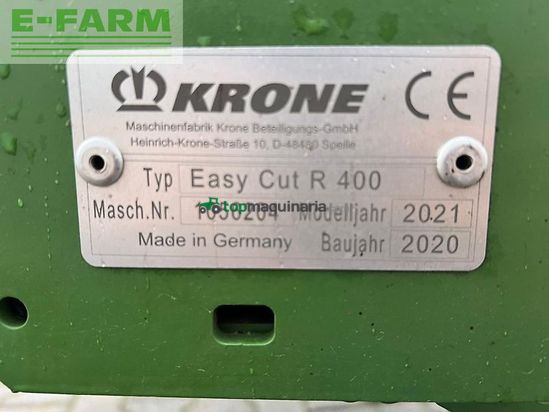 E-FARM
KRONE CE
Maschinenfabrik Krone Beteiligungs-GmbH
Heinrich-Krone-Straße 10, D-48480 Spelle
Typ Easy Cut R 400
Masch.Nr. Modelljahr 2021
topmaquinaria
Made in Germany Baujahr 2020